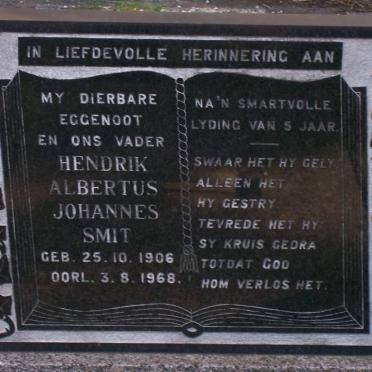 IN LIEFDEVOLLE HERINNERING AAN
MY DIERBARE
EGGENOOT
EN ONS VADER
HENDRIK
ALBERTUS
JOHANNES
SMIT
GEB. 25. 10. 1906
OORL. 3. 8. 1968.
NA'N SMARTVOLLE
LYDING VAN 5 JAAR.
SWAAR HET HY GELY
ALLEEN HET
HY GESTRY
TEVREDE HET HY
SY KRUIS GEDRA
TOTDAT GOD
HOM VERLOS HET.